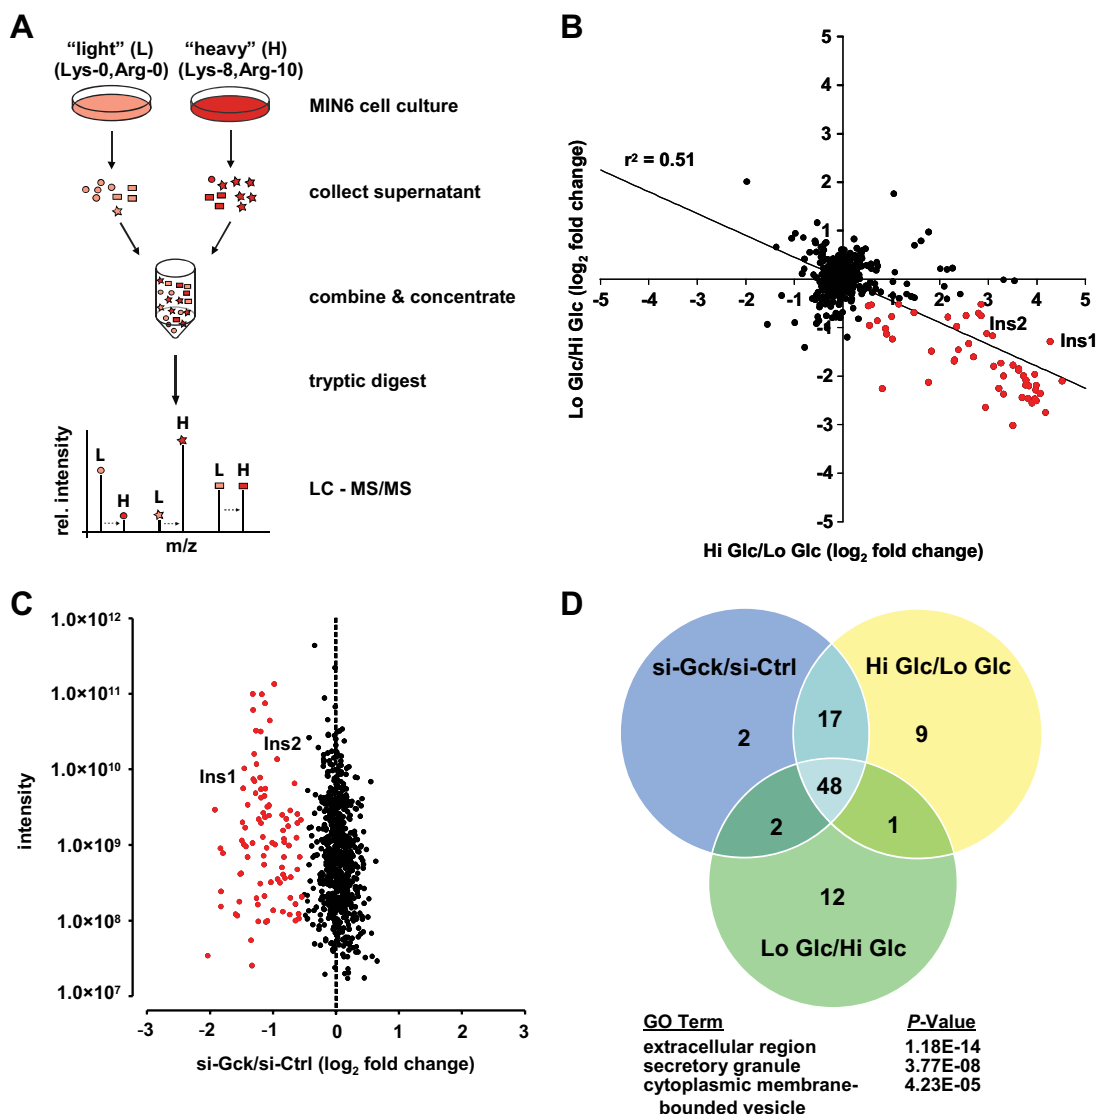 A
“light” (L)
(Lys-0,Arg-0)
“heavy” (H)
(Lys-8,Arg-10)
MIN6 cell culture
collect supernatant
combine & concentrate
tryptic digest
LC - MS/MS
rel. intensity
L
H
L
H
L
H
m/z
B
5
4
3
2
1
-1
-2
-3
-4
-5
-5
-4
-3
-2
-1
1
2
3
4
5
r² = 0.51
Ins2
Ins1
Lo Glc/Hi Glc (log₂ fold change)
Hi Glc/Lo Glc (log₂ fold change)
C
1.0×10¹²
1.0×10¹¹
1.0×10¹⁰
1.0×10⁹
1.0×10⁸
1.0×10⁷
intensity
Ins2
Ins1
-3
-2
-1
0
1
2
3
si-Gck/si-Ctrl (log₂ fold change)
D
si-Gck/si-Ctrl
Hi Glc/Lo Glc
17
2
9
48
2
1
12
Lo Glc/Hi Glc
GO Term P-Value
extracellular region 1.18E-14
secretory granule 3.77E-08
cytoplasmic membrane- 4.23E-05
bounded vesicle